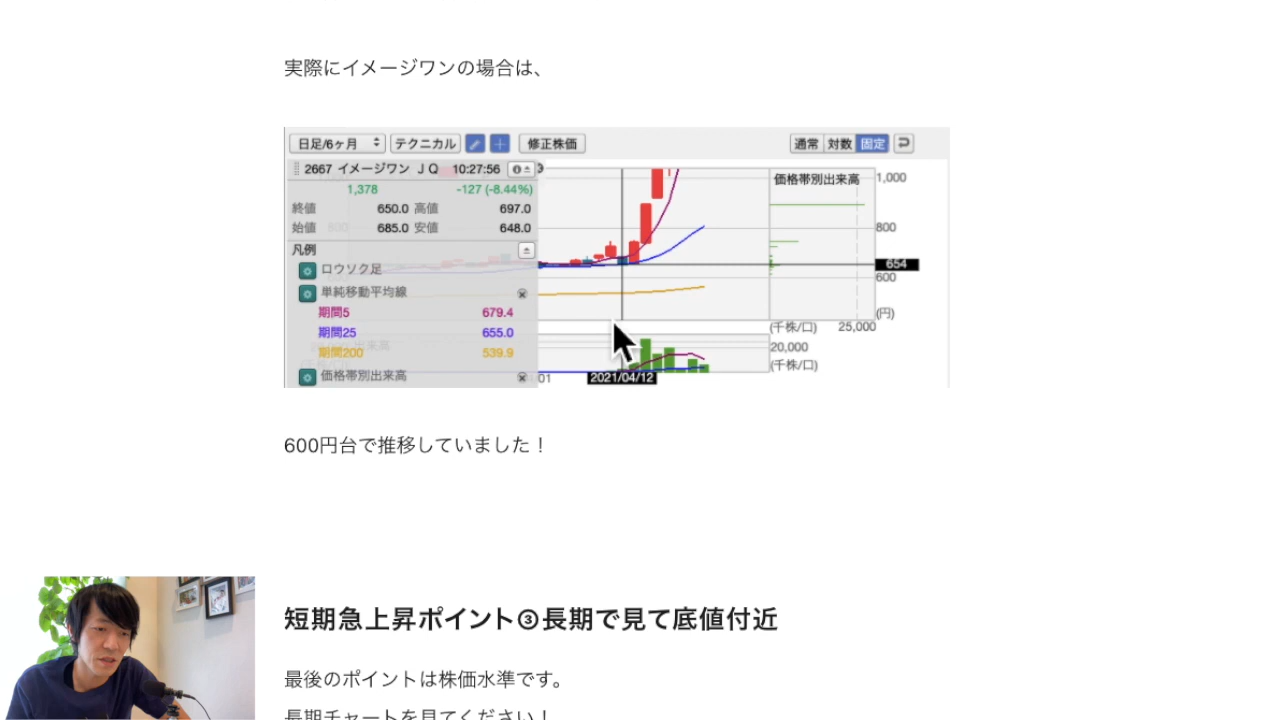 実際にイメージワンの場合は、
日足/6ヶ月 テクニカル 修正株価 通常 対数 固定
2667 イメージワン ＪＱ 10:27:56
1,378 -127 (-8.44%)
終値 650.0 高値 697.0
始値 685.0 安値 648.0
凡例
ロウソク足
単純移動平均線
期間5 679.4
期間25 655.0
期間200 539.9
価格帯別出来高
価格帯別出来高
1,000
800
654
600
(円)
(千株/口) 25,000
20,000
(千株/口)
01 2021/04/12
600円台で推移していました！
短期急上昇ポイント③長期で見て底値付近
最後のポイントは株価水準です。
長期チャートを見てください！